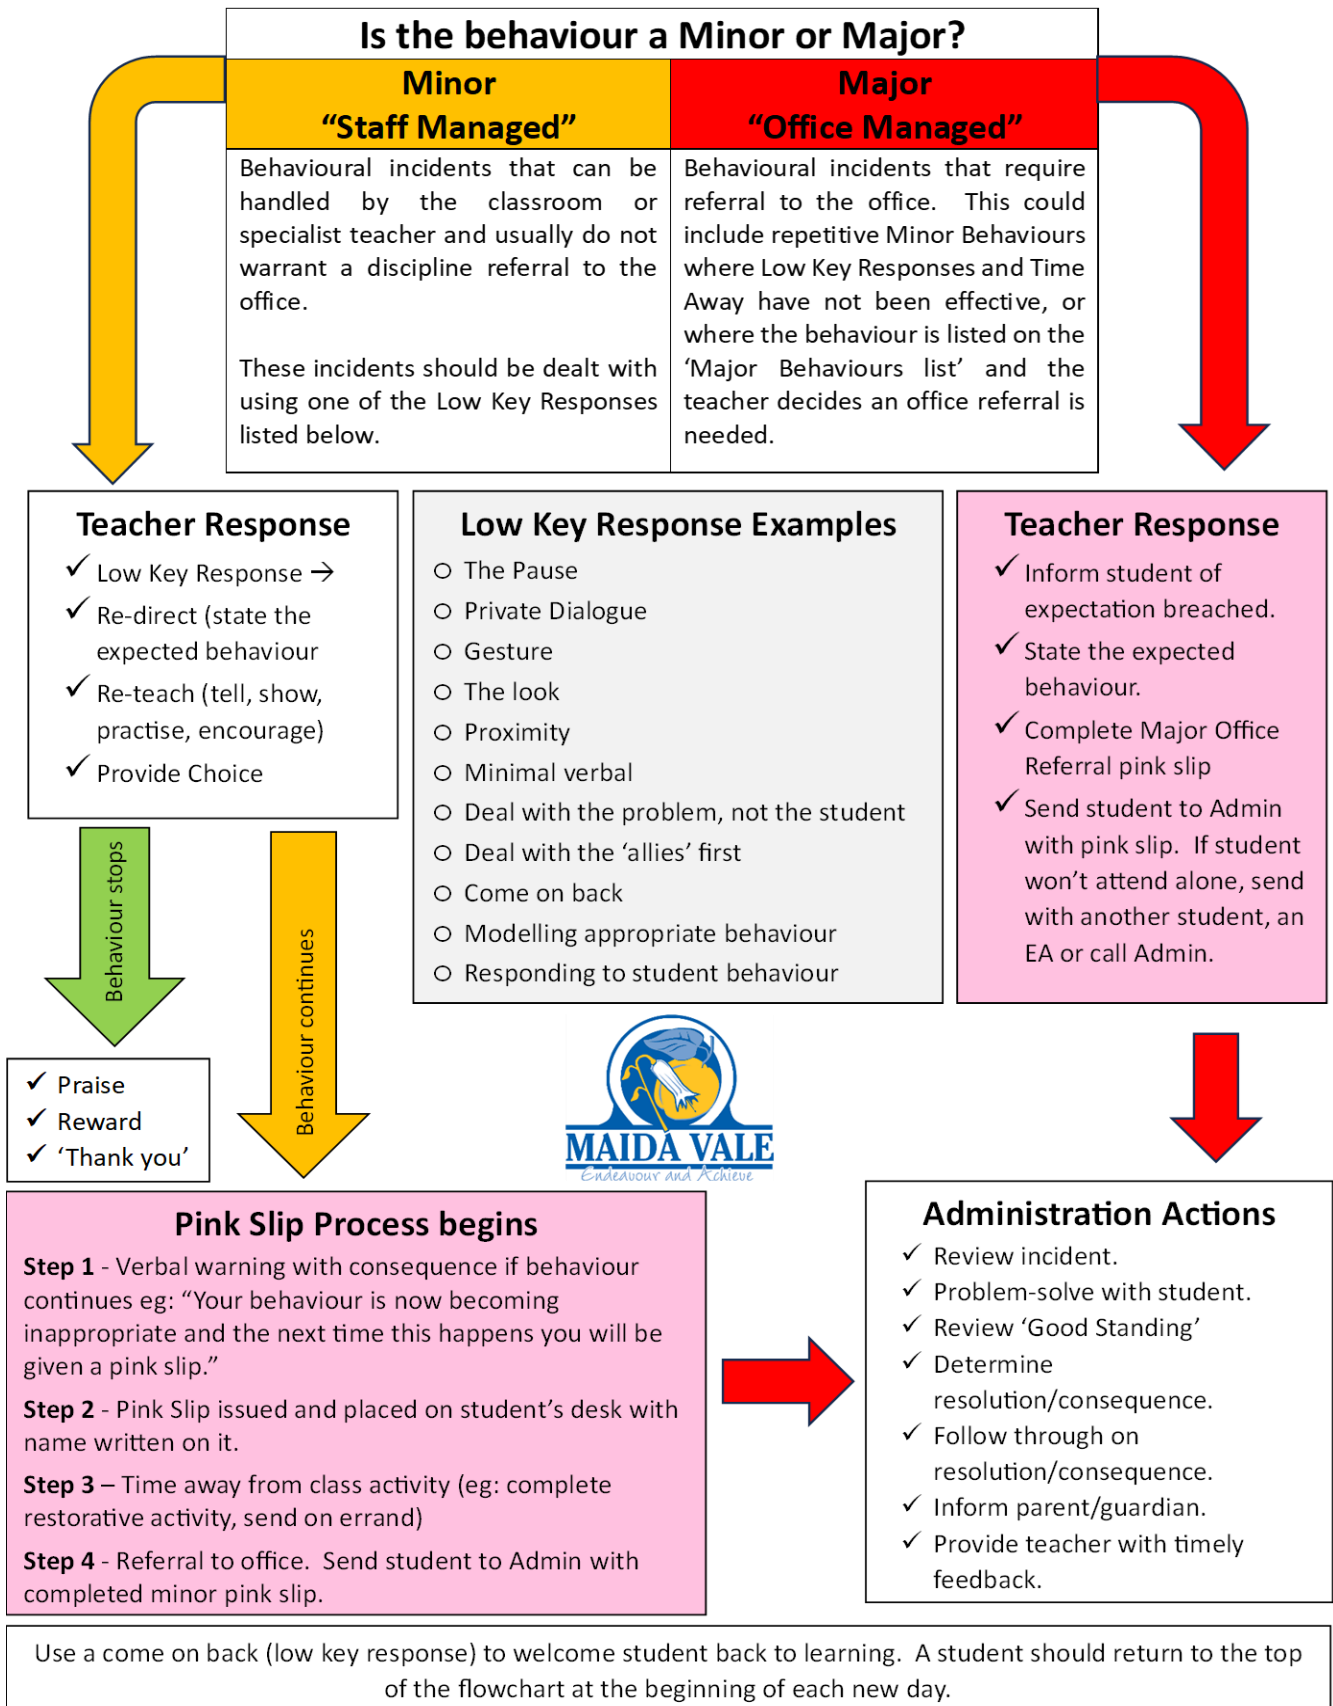 Is the behaviour a Minor or Major?
Minor
“Staff Managed”
Major
“Office Managed”
Behavioural incidents that can be
handled by the classroom or
specialist teacher and usually do not
warrant a discipline referral to the
office.
These incidents should be dealt with
using one of the Low Key Responses
listed below.
Behavioural incidents that require
referral to the office. This could
include repetitive Minor Behaviours
where Low Key Responses and Time
Away have not been effective, or
where the behaviour is listed on the
‘Major Behaviours list’ and the
teacher decides an office referral is
needed.
Teacher Response
✓ Low Key Response →
✓ Re-direct (state the
expected behaviour
✓ Re-teach (tell, show,
practise, encourage)
✓ Provide Choice
Low Key Response Examples
○ The Pause
○ Private Dialogue
○ Gesture
○ The look
○ Proximity
○ Minimal verbal
○ Deal with the problem, not the student
○ Deal with the ‘allies’ first
○ Come on back
○ Modelling appropriate behaviour
○ Responding to student behaviour
Teacher Response
✓ Inform student of
expectation breached.
✓ State the expected
behaviour.
✓ Complete Major Office
Referral pink slip
✓ Send student to Admin
with pink slip. If student
won’t attend alone, send
with another student, an
EA or call Admin.
Behaviour stops
Behaviour continues
✓ Praise
✓ Reward
✓ ‘Thank you’
MAIDA VALE
Endeavour and Achieve
Pink Slip Process begins
Step 1 - Verbal warning with consequence if behaviour
continues eg: “Your behaviour is now becoming
inappropriate and the next time this happens you will be
given a pink slip.”
Step 2 - Pink Slip issued and placed on student’s desk with
name written on it.
Step 3 – Time away from class activity (eg: complete
restorative activity, send on errand)
Step 4 - Referral to office. Send student to Admin with
completed minor pink slip.
Administration Actions
✓ Review incident.
✓ Problem-solve with student.
✓ Review ‘Good Standing’
✓ Determine
resolution/consequence.
✓ Follow through on
resolution/consequence.
✓ Inform parent/guardian.
✓ Provide teacher with timely
feedback.
Use a come on back (low key response) to welcome student back to learning. A student should return to the top
of the flowchart at the beginning of each new day.